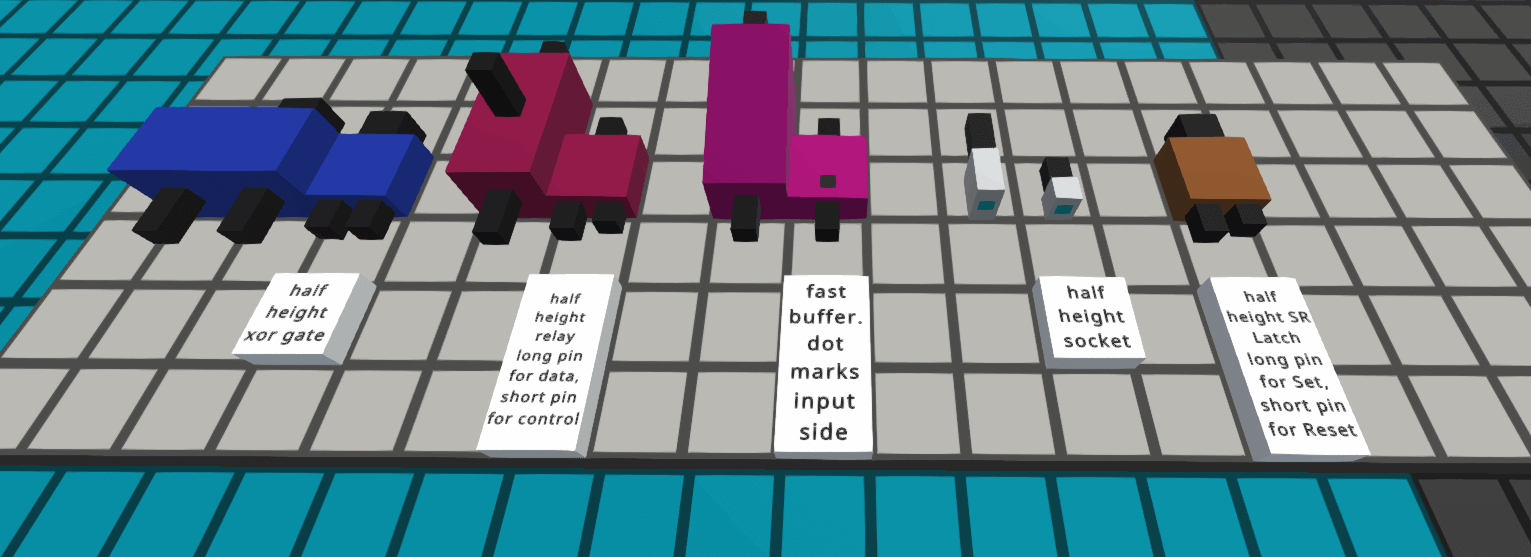 half
height
xor gate
half
height
relay
long pin
for data,
short pin
for control
fast
buffer.
dot
marks
input
side
half
height
socket
half
height SR
Latch
long pin
for Set,
short pin
for Reset